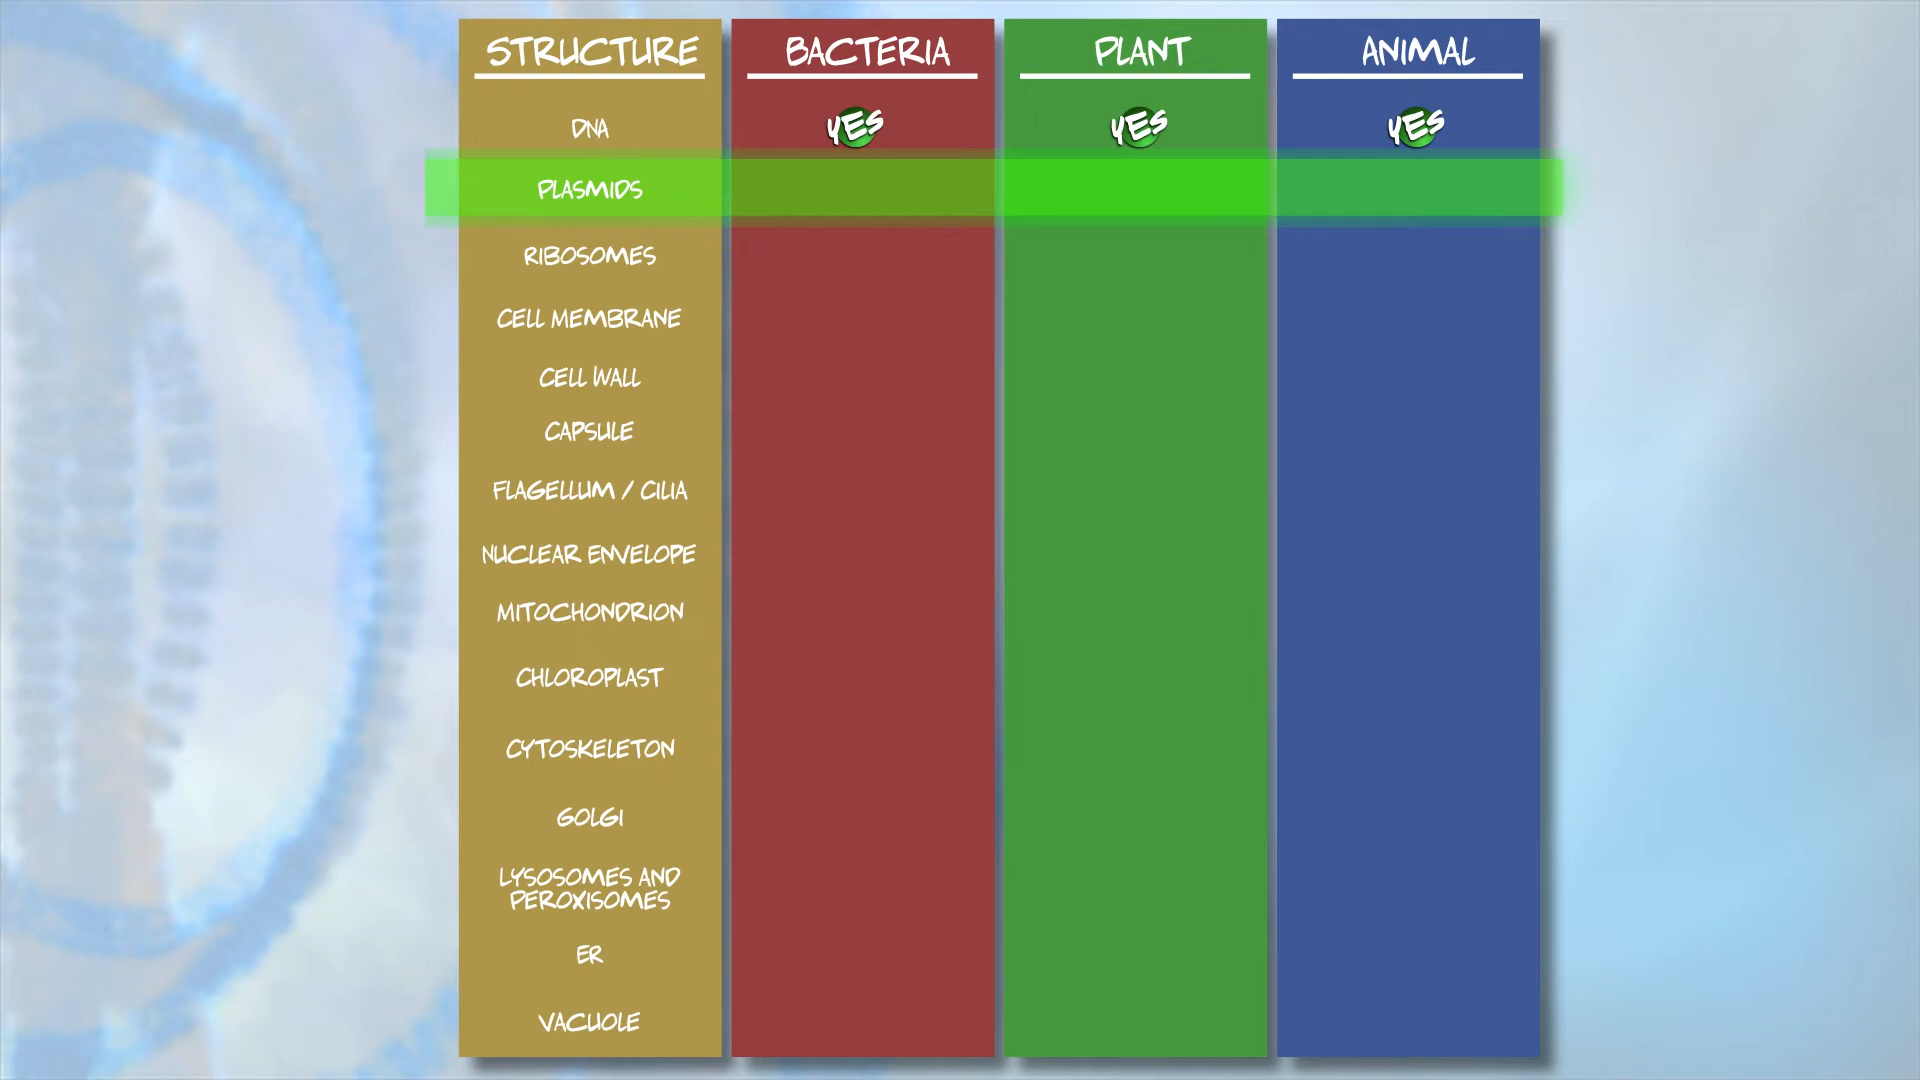 STRUCTURE BACTERIA PLANT ANIMAL
DNA YES YES YES
PLASMIDS
RIBOSOMES
CELL MEMBRANE
CELL WALL
CAPSULE
FLAGELLUM / CILIA
NUCLEAR ENVELOPE
MITOCHONDRION
CHLOROPLAST
CYTOSKELETON
GOLGI
LYSOSOMES AND
PEROXISOMES
ER
VACUOLE